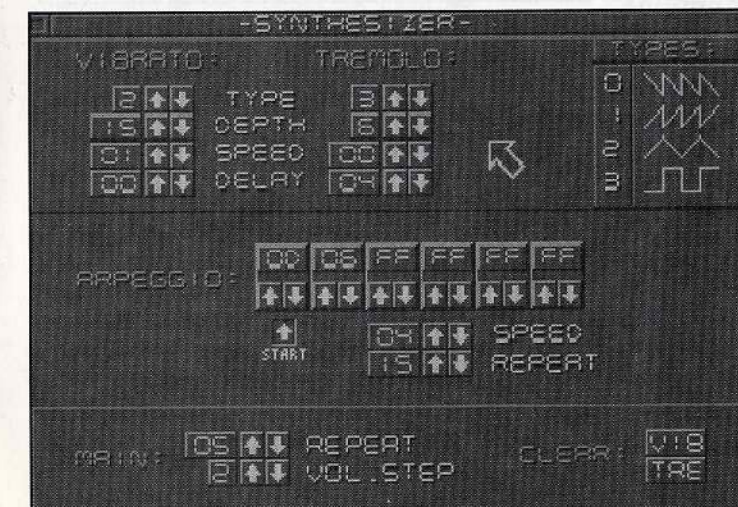 -SYNTHESIZER-
VIBRATO: TREMOLO: TYPES:
2 TYPE 3 0
15 DEPTH 6 1
01 SPEED 00 2
00 DELAY 04 3
ARPEGGIO: 00 06 FF FF FF FF
START 04 SPEED
15 REPEAT
MAIN: 05 REPEAT CLEAR: VIB
2 VOL.STEP TRE